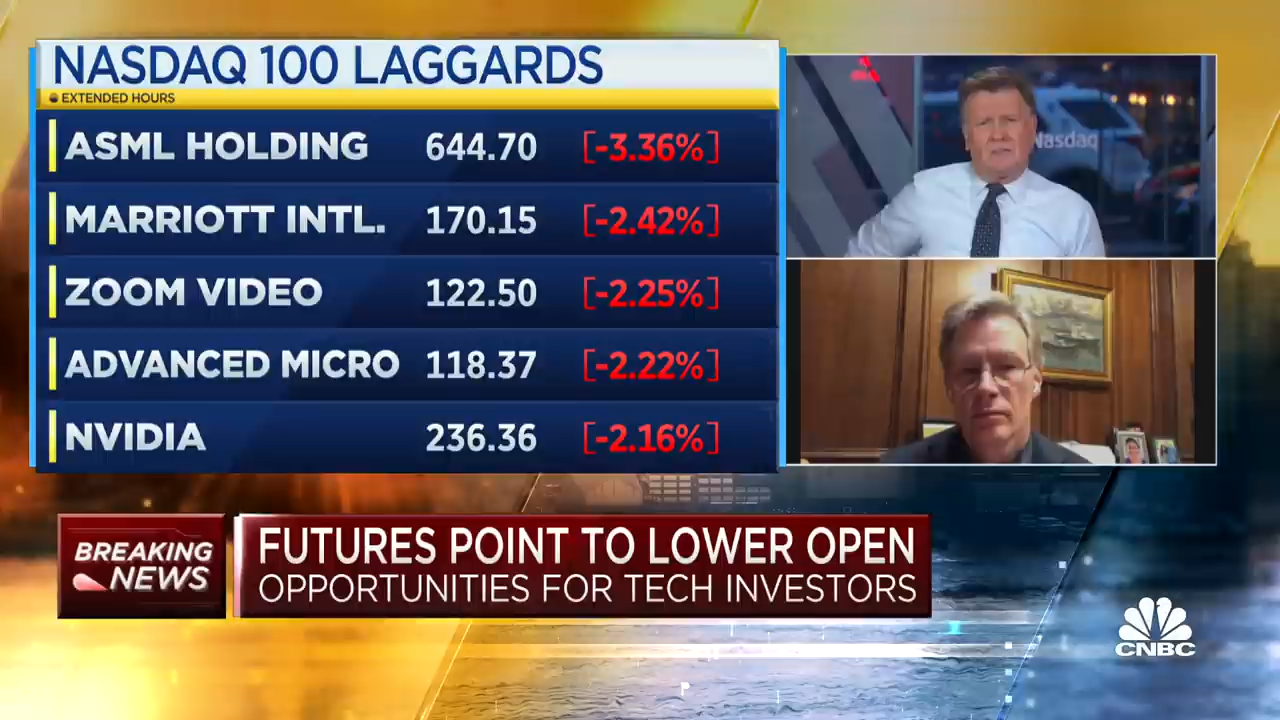 NASDAQ 100 LAGGARDS
EXTENDED HOURS
ASML HOLDING 644.70 [-3.36%]
MARRIOTT INTL. 170.15 [-2.42%]
ZOOM VIDEO 122.50 [-2.25%]
ADVANCED MICRO 118.37 [-2.22%]
NVIDIA 236.36 [-2.16%]
Nasdaq
BREAKING
NEWS
FUTURES POINT TO LOWER OPEN
OPPORTUNITIES FOR TECH INVESTORS
CNBC